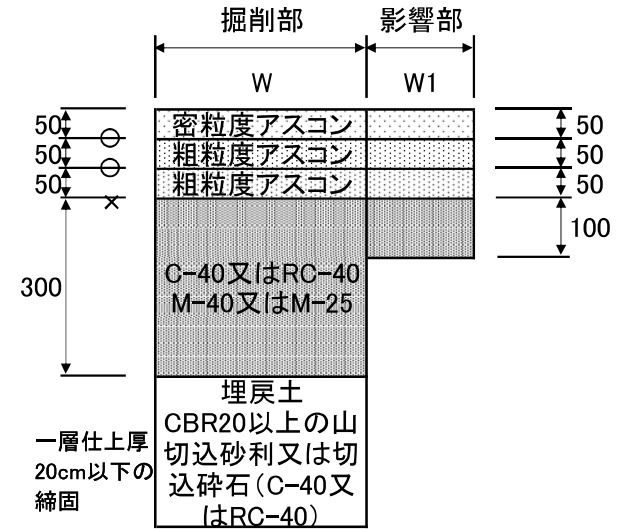 掘削部
影響部
W
W1
50
密粒度アスコン
50
50
粗粒度アスコン
50
50
粗粒度アスコン
50
100
300
C-40又はRC-40
M-40又はM-25
埋戻土
CBR20以上の山
切込砂利又は切
込砕石(C-40又
はRC-40)
一層仕上厚
20cm以下の
締固